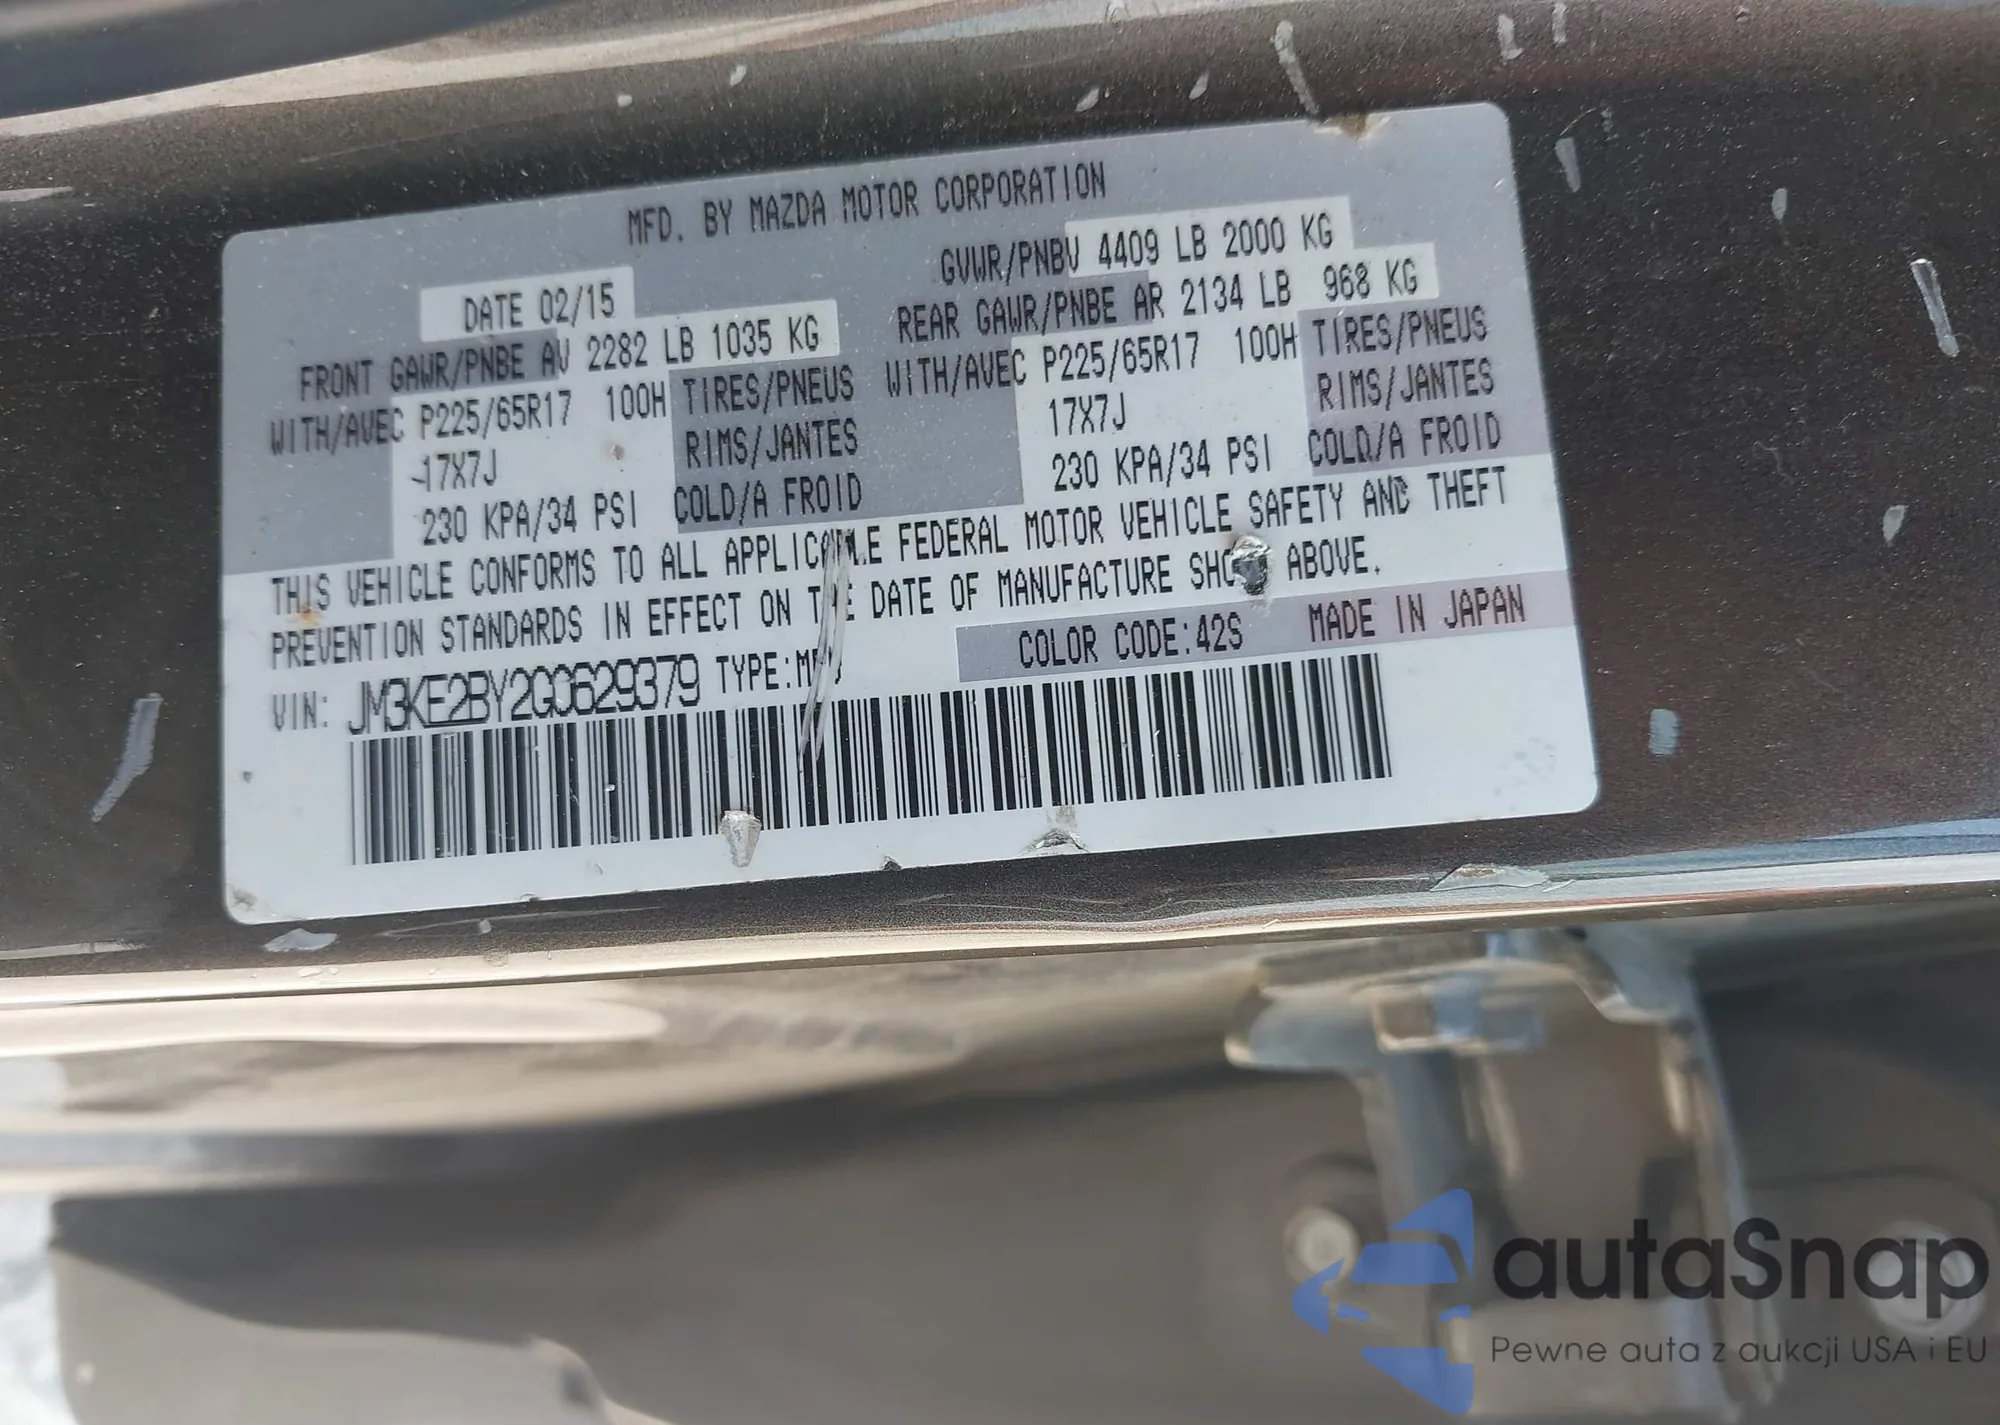 MFD. BY MAZDA MOTOR CORPORATION
DATE 02/15
GVWR/PNBV 4409 LB 2000 KG
FRONT GAWR/PNBE AV 2282 LB 1035 KG
REAR GAWR/PNBE AR 2134 LB 968 KG
WITH/AVEC P225/65R17 100H TIRES/PNEUS
WITH/AVEC P225/65R17 100H TIRES/PNEUS
17X7J RIMS/JANTES
17X7J RIMS/JANTES
230 KPA/34 PSI COLD/A FROID
230 KPA/34 PSI COLD/A FROID
THIS VEHICLE CONFORMS TO ALL APPLICABLE FEDERAL MOTOR VEHICLE SAFETY AND THEFT
PREVENTION STANDARDS IN EFFECT ON THE DATE OF MANUFACTURE SHOWN ABOVE.
COLOR CODE:42S MADE IN JAPAN
VIN: JM3KE2BY2G0629379 TYPE:MPV
autaSnap
Pewne auta z aukcji USA i EU